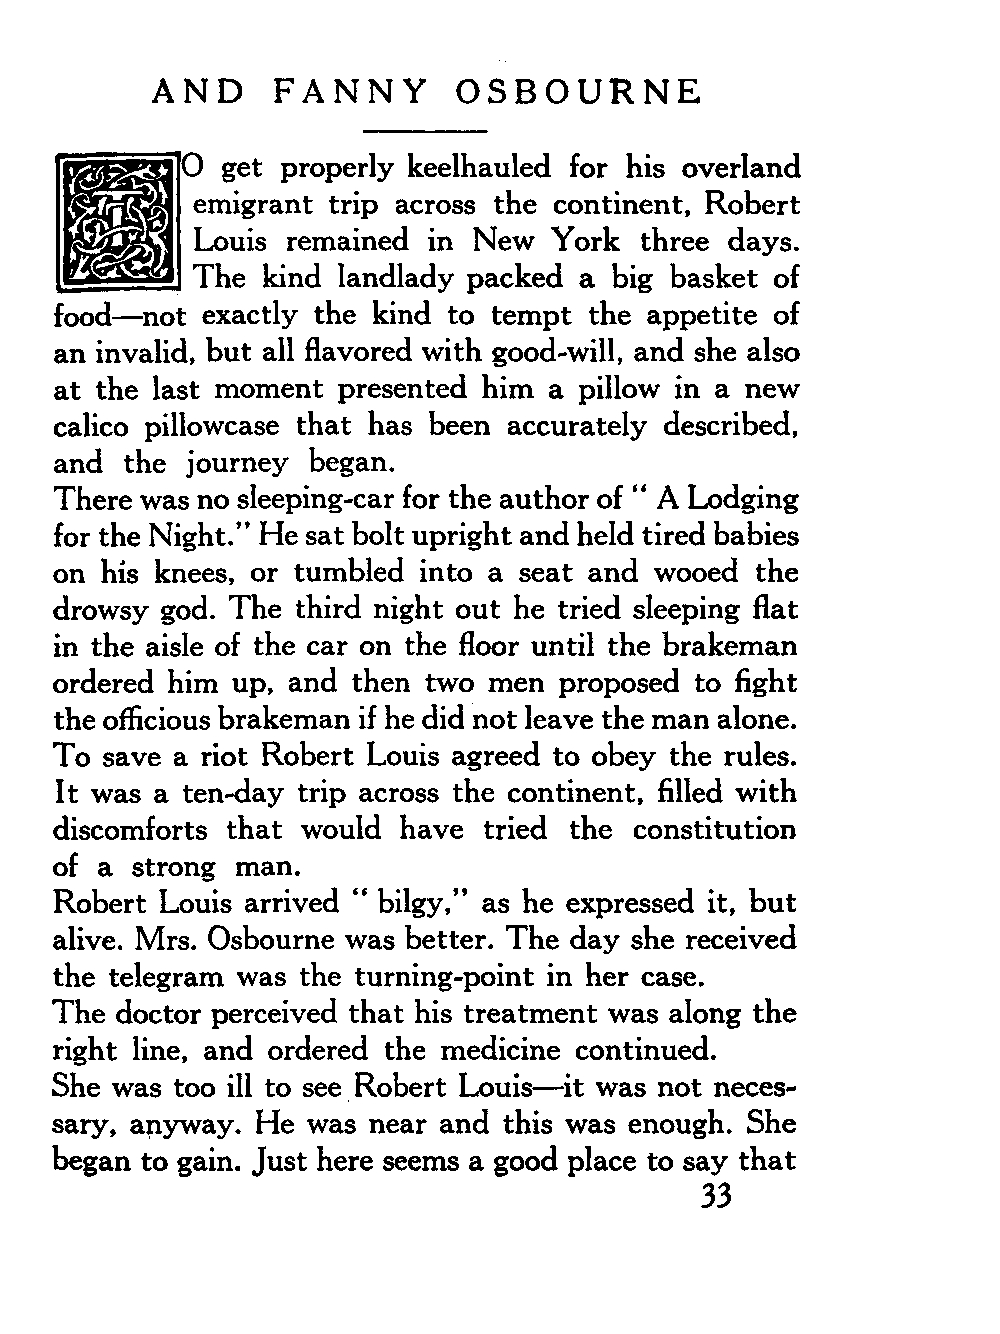 AND FANNY OSBOURNE
TO get properly keelhauled for his overland
emigrant trip across the continent, Robert
Louis remained in New York three days.
The kind landlady packed a big basket of
food—not exactly the kind to tempt the appetite of
an invalid, but all flavored with good-will, and she also
at the last moment presented him a pillow in a new
calico pillowcase that has been accurately described,
and the journey began.
There was no sleeping-car for the author of “ A Lodging
for the Night.” He sat bolt upright and held tired babies
on his knees, or tumbled into a seat and wooed the
drowsy god. The third night out he tried sleeping flat
in the aisle of the car on the floor until the brakeman
ordered him up, and then two men proposed to fight
the officious brakeman if he did not leave the man alone.
To save a riot Robert Louis agreed to obey the rules.
It was a ten-day trip across the continent, filled with
discomforts that would have tried the constitution
of a strong man.
Robert Louis arrived “ bilgy,” as he expressed it, but
alive. Mrs. Osbourne was better. The day she received
the telegram was the turning-point in her case.
The doctor perceived that his treatment was along the
right line, and ordered the medicine continued.
She was too ill to see Robert Louis—it was not neces-
sary, anyway. He was near and this was enough. She
began to gain. Just here seems a good place to say that
33